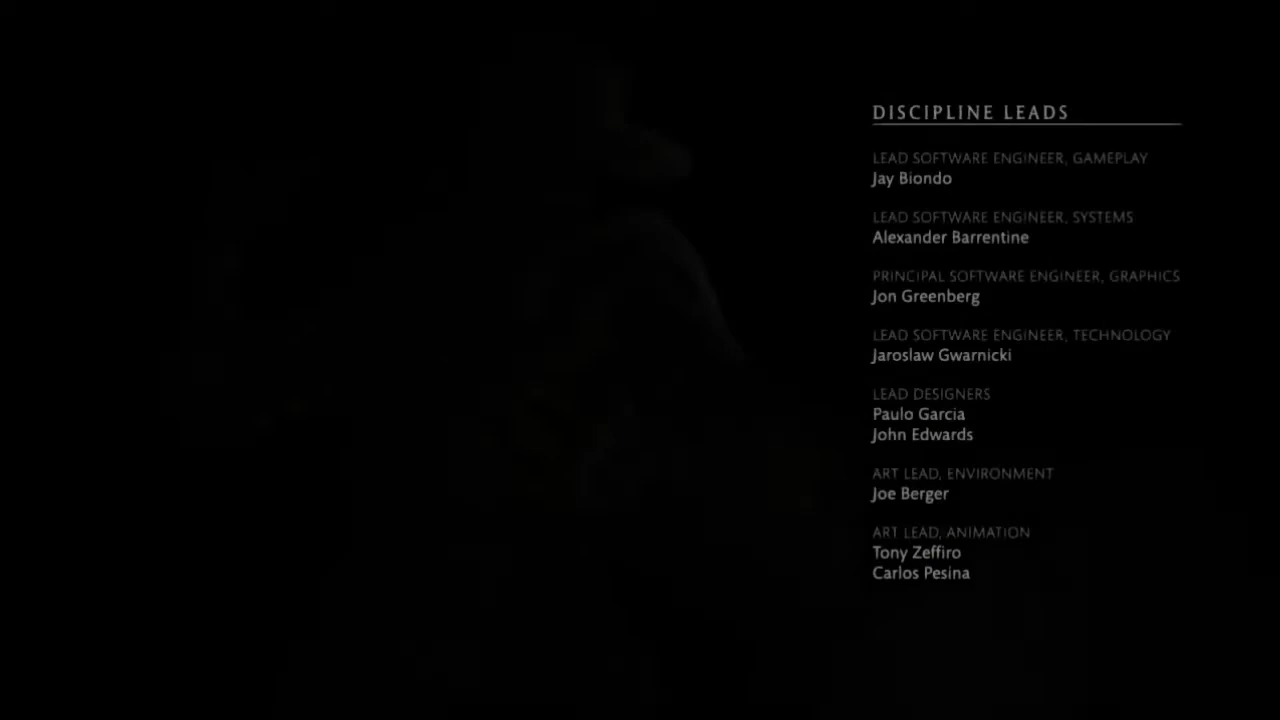 DISCIPLINE LEADS
LEAD SOFTWARE ENGINEER, GAMEPLAY
Jay Biondo
LEAD SOFTWARE ENGINEER, SYSTEMS
Alexander Barrentine
PRINCIPAL SOFTWARE ENGINEER, GRAPHICS
Jon Greenberg
LEAD SOFTWARE ENGINEER, TECHNOLOGY
Jaroslaw Gwarnicki
LEAD DESIGNERS
Paulo Garcia
John Edwards
ART LEAD, ENVIRONMENT
Joe Berger
ART LEAD, ANIMATION
Tony Zeffiro
Carlos Pesina